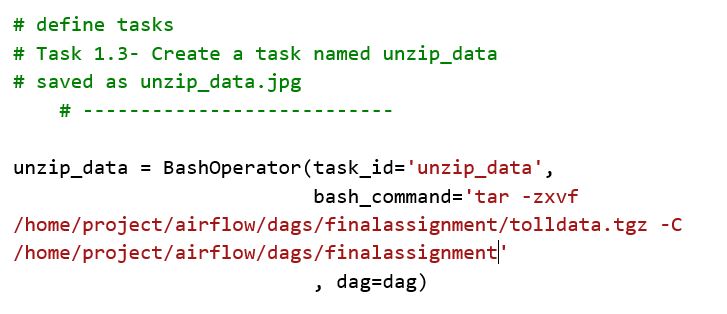 # define tasks
# Task 1.3- Create a task named unzip_data
# saved as unzip_data.jpg
# ---------------------------
unzip_data = BashOperator(task_id='unzip_data',
bash_command='tar -zxvf
/home/project/airflow/dags/finalassignment/tolldata.tgz -C
/home/project/airflow/dags/finalassignment'
, dag=dag)